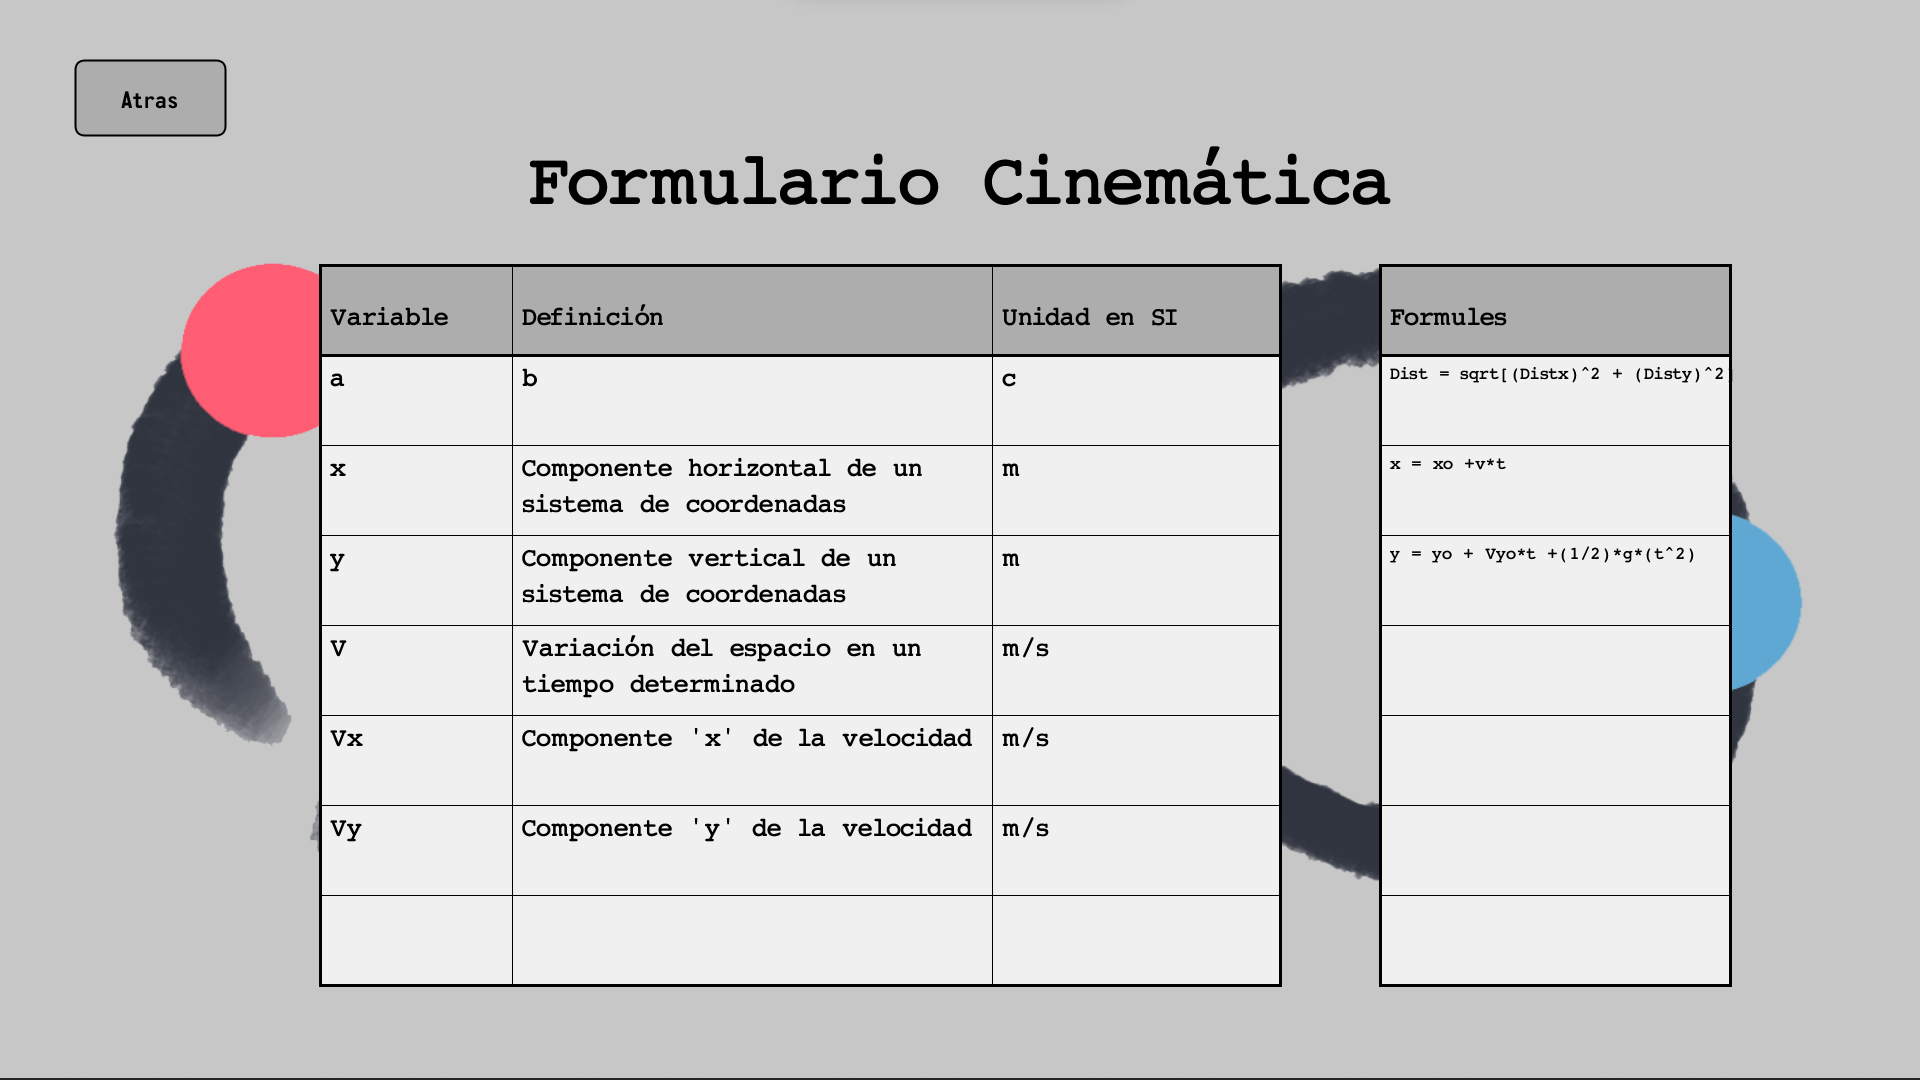 Atras
Formulario Cinemática
Variable Definición Unidad en SI
a b c
x Componente horizontal de un m
sistema de coordenadas
y Componente vertical de un m
sistema de coordenadas
V Variación del espacio en un m/s
tiempo determinado
Vx Componente 'x' de la velocidad m/s
Vy Componente 'y' de la velocidad m/s
Formules
Dist = sqrt[(Distx)^2 + (Disty)^2]
x = xo +v*t
y = yo + Vyo*t +(1/2)*g*(t^2)